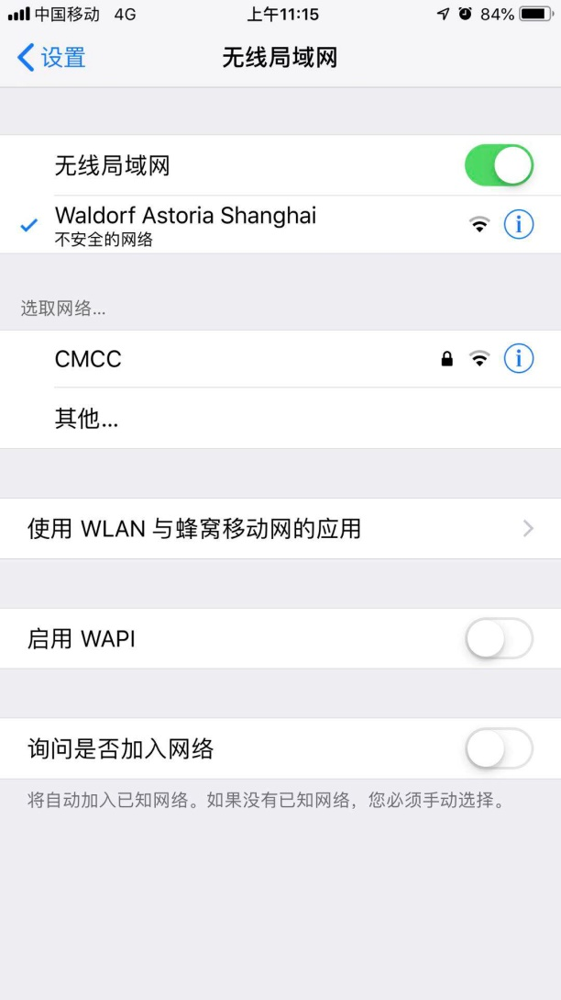 中国移动 4G 上午11:15 84%
设置 无线局域网
无线局域网
Waldorf Astoria Shanghai
不安全的网络
选取网络...
CMCC
其他...
使用 WLAN 与蜂窝移动网的应用
启用 WAPI
询问是否加入网络
将自动加入已知网络。如果没有已知网络，您必须手动选择。